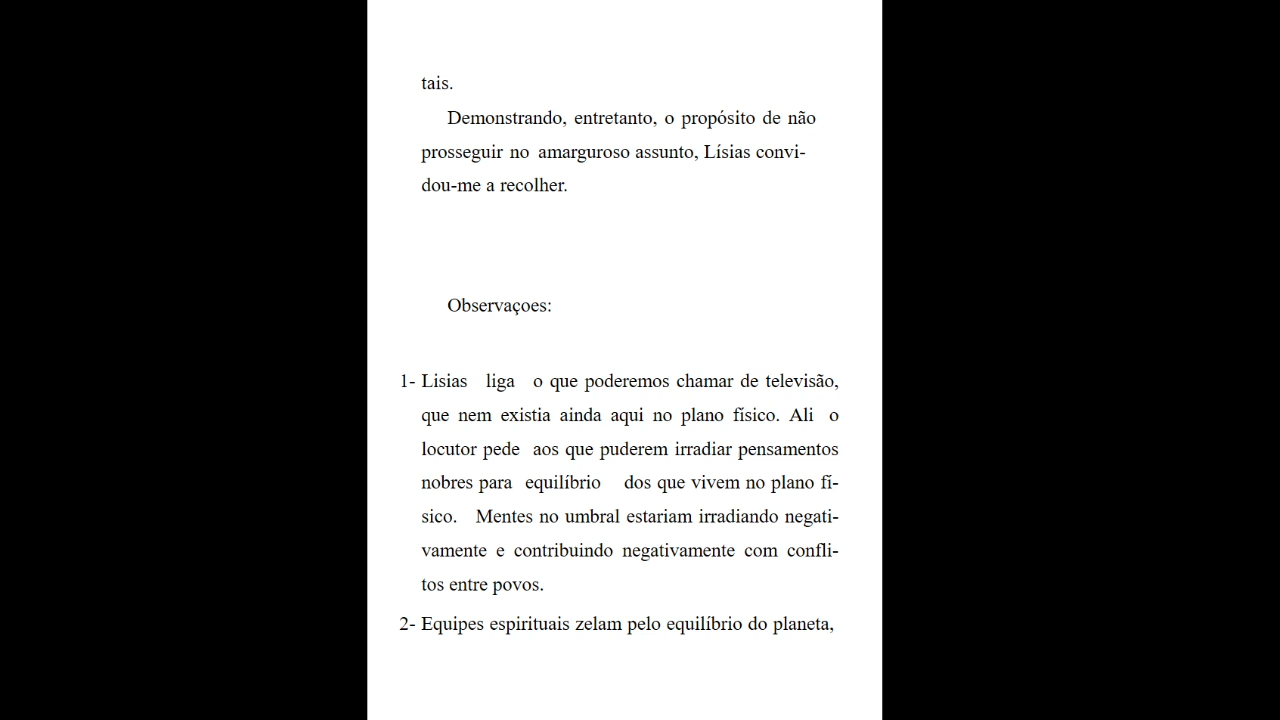 tais.
Demonstrando, entretanto, o propósito de não
prosseguir no amarguroso assunto, Lísias convi-
dou-me a recolher.
Observaçoes:
1- Lisias liga o que poderemos chamar de televisão,
que nem existia ainda aqui no plano físico. Ali o
locutor pede aos que puderem irradiar pensamentos
nobres para equilíbrio dos que vivem no plano fí-
sico. Mentes no umbral estariam irradiando negati-
vamente e contribuindo negativamente com confli-
tos entre povos.
2- Equipes espirituais zelam pelo equilíbrio do planeta,